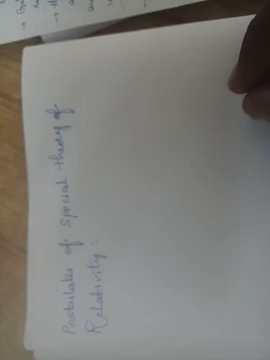 Postulates of special theory of
Relativity: